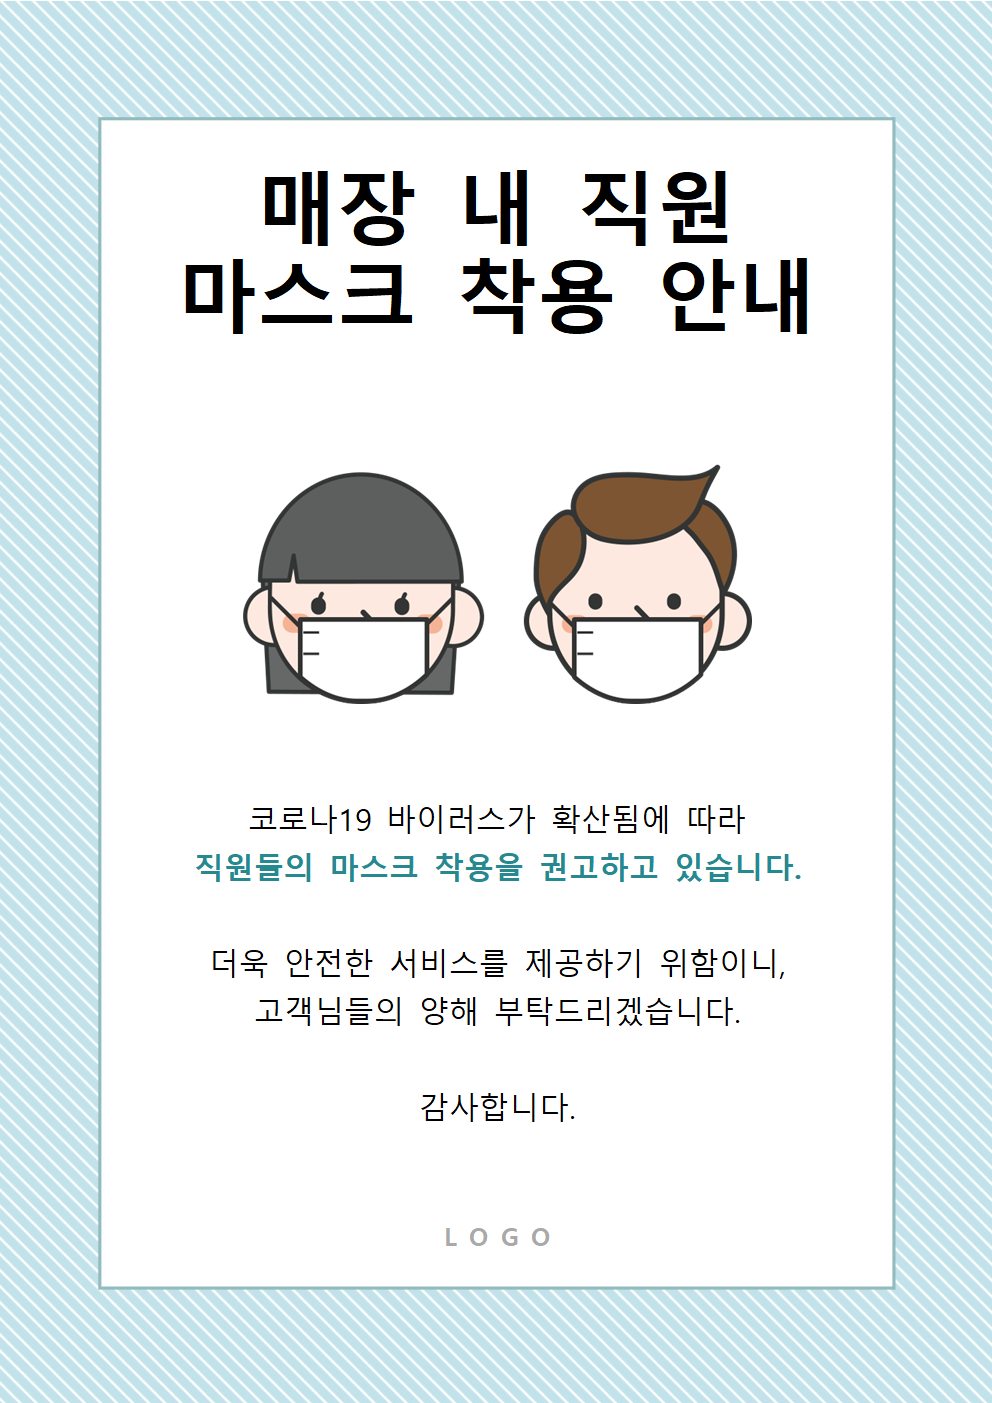 매장 내 직원
마스크 착용 안내
코로나19 바이러스가 확산됨에 따라
직원들의 마스크 착용을 권고하고 있습니다.
더욱 안전한 서비스를 제공하기 위함이니,
고객님들의 양해 부탁드리겠습니다.
감사합니다.
LOGO